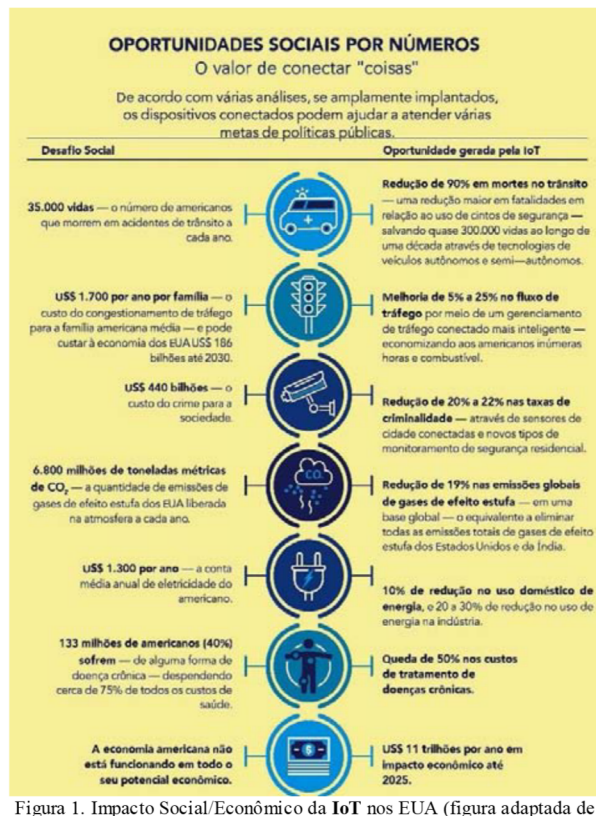 OPORTUNIDADES SOCIAIS POR NÚMEROS
O valor de conectar "coisas"
De acordo com várias análises, se amplamente implantados,
os dispositivos conectados podem ajudar a atender várias
metas de políticas públicas.
Desafio Social
Oportunidade gerada pela IoT
35.000 vidas — o número de americanos
que morrem em acidentes de trânsito a
cada ano.
Redução de 90% em mortes no trânsito
— uma redução maior em fatalidades em
relação ao uso de cintos de segurança —
salvando quase 300.000 vidas ao longo de
uma década através de tecnologias de
veículos autônomos e semi—autônomos.
US$ 1.700 por ano por família — o
custo do congestionamento de tráfego
para a família americana média — e pode
custar à economia dos EUA US$ 186
bilhões até 2030.
Melhoria de 5% a 25% no fluxo de
tráfego por meio de um gerenciamento
de tráfego conectado mais inteligente —
economizando aos americanos inúmeras
horas e combustível.
US$ 440 bilhões — o
custo do crime para a
sociedade.
Redução de 20% a 22% nas taxas de
criminalidade — através de sensores de
cidade conectadas e novos tipos de
monitoramento de segurança residencial.
6.800 milhões de toneladas métricas
de CO₂ — a quantidade de emissões de
gases de efeito estufa dos EUA liberada
na atmosfera a cada ano.
CO₂
Redução de 19% nas emissões globais
de gases de efeito estufa — em uma
base global — o equivalente a eliminar
todas as emissões totais de gases de efeito
estufa dos Estados Unidos e da Índia.
US$ 1.300 por ano — a conta
média anual de eletricidade do
americano.
10% de redução no uso doméstico de
energia, e 20 a 30% de redução no uso de
energia na indústria.
133 milhões de americanos (40%)
sofrem — de alguma forma de
doença crônica — despendendo
cerca de 75% de todos os custos de
saúde.
Queda de 50% nos custos
de tratamento de
doenças crônicas.
A economia americana não
está funcionando em todo o
seu potencial econômico.
$
US$ 11 trilhões por ano em
impacto econômico até
2025.
Figura 1. Impacto Social/Econômico da IoT nos EUA (figura adaptada de